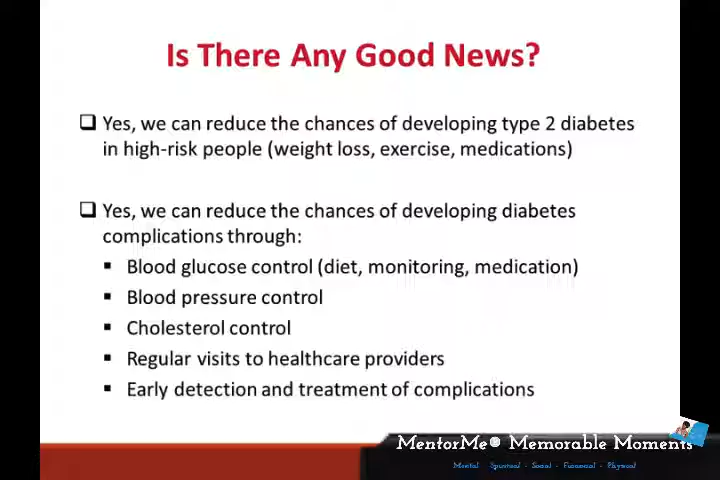 Is There Any Good News?
❑ Yes, we can reduce the chances of developing type 2 diabetes
in high-risk people (weight loss, exercise, medications)
❑ Yes, we can reduce the chances of developing diabetes
complications through:
▪ Blood glucose control (diet, monitoring, medication)
▪ Blood pressure control
▪ Cholesterol control
▪ Regular visits to healthcare providers
▪ Early detection and treatment of complications
MentorMe® Memorable Moments
Mental - Spiritual - Social - Financial - Physical